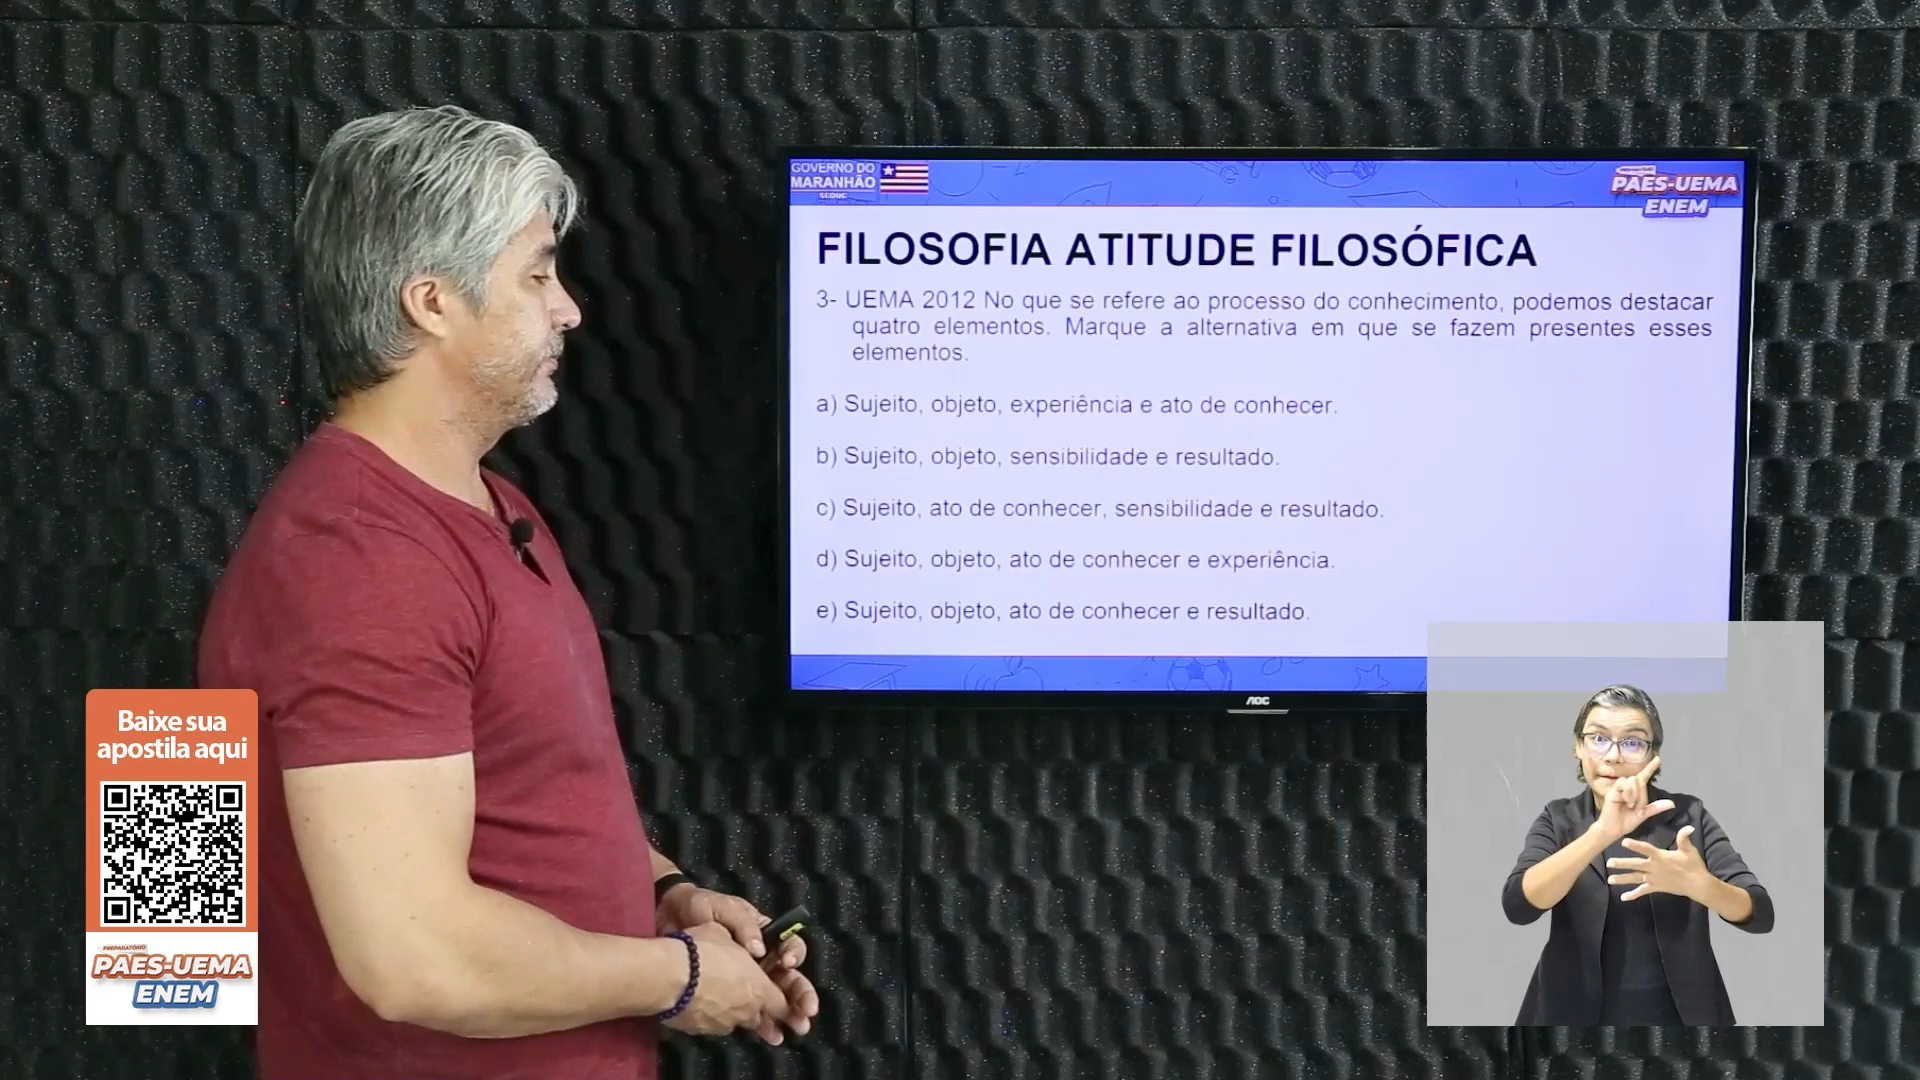 GOVERNO DO
MARANHÃO
SEDUC
PAES-UEMA
ENEM
FILOSOFIA ATITUDE FILOSÓFICA
3- UEMA 2012 No que se refere ao processo do conhecimento, podemos destacar
quatro elementos. Marque a alternativa em que se fazem presentes esses
elementos.
a) Sujeito, objeto, experiência e ato de conhecer.
b) Sujeito, objeto, sensibilidade e resultado.
c) Sujeito, ato de conhecer, sensibilidade e resultado.
d) Sujeito, objeto, ato de conhecer e experiência.
e) Sujeito, objeto, ato de conhecer e resultado.
AOC
Baixe sua
apostila aqui
PREPARATÓRIO
PAES-UEMA
ENEM